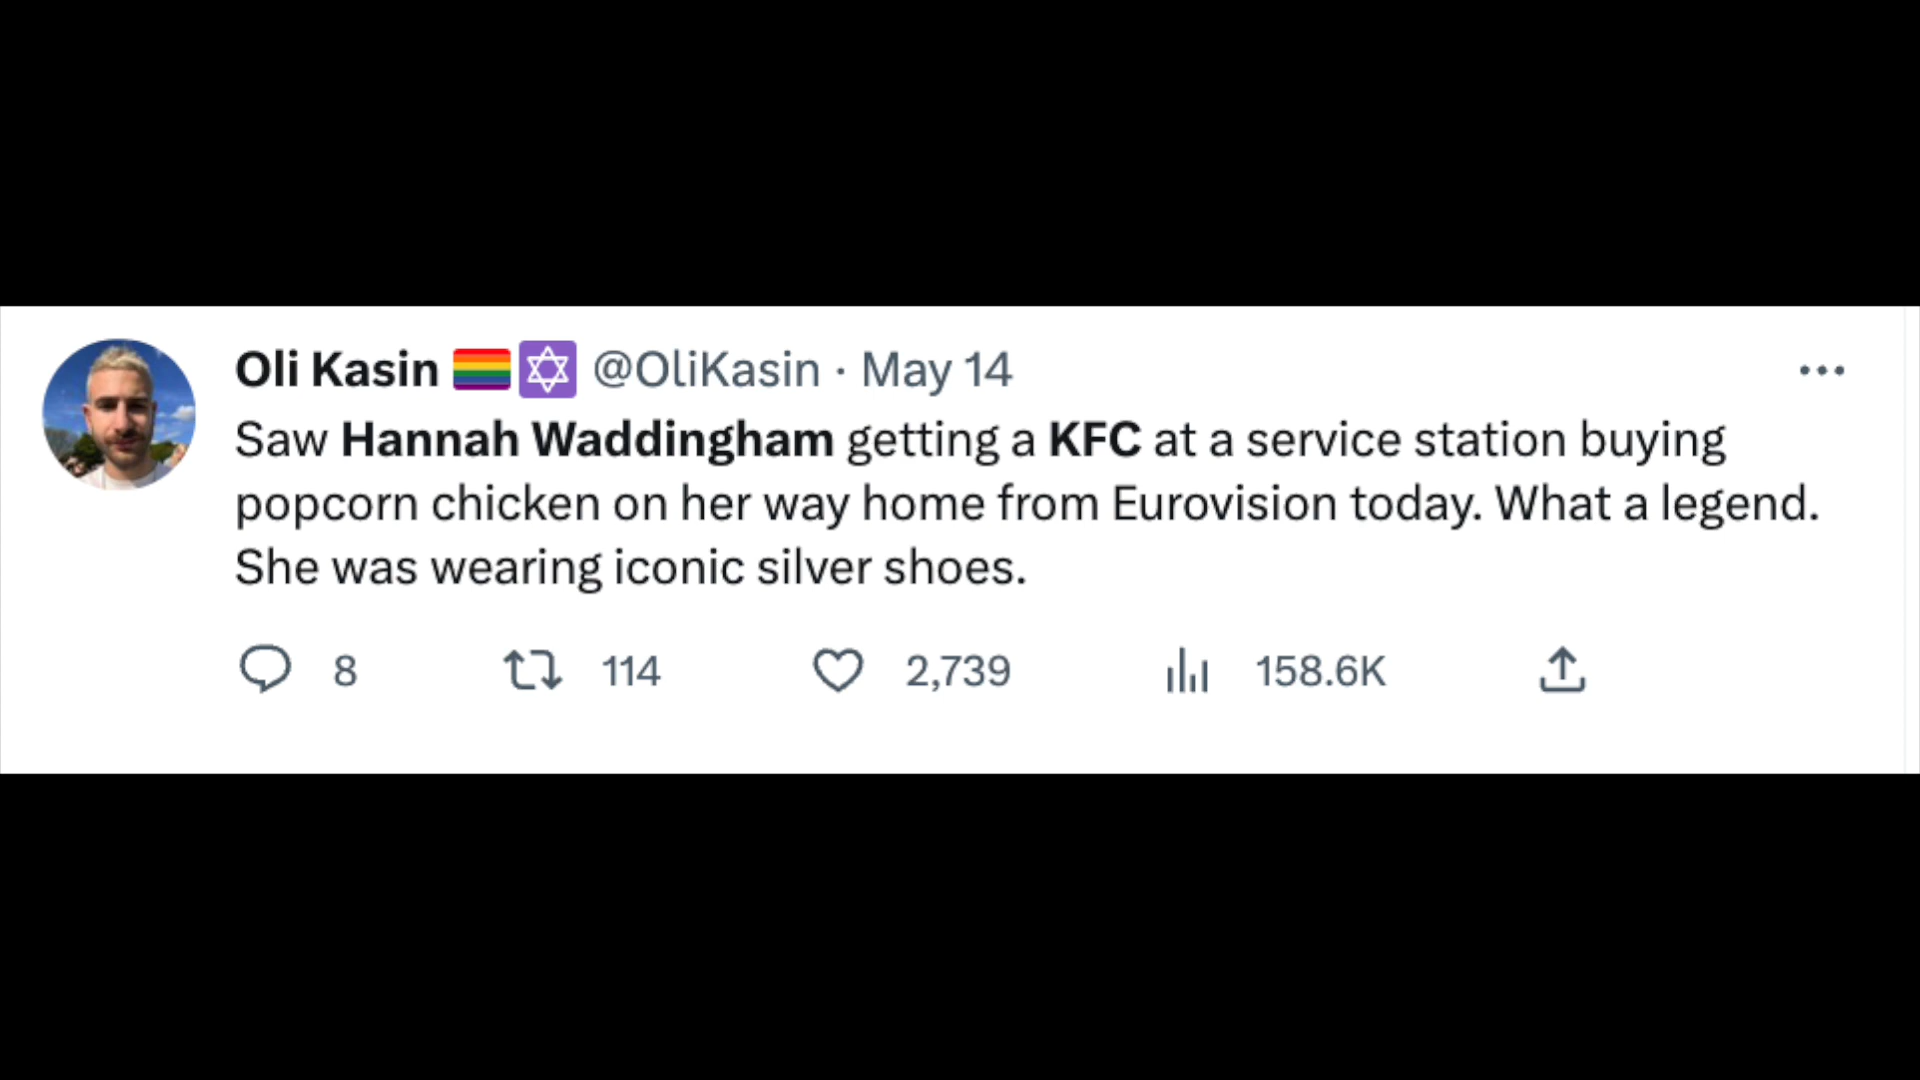 Oli Kasin 🏳️‍🌈🔯 @OliKasin · May 14
Saw Hannah Waddingham getting a KFC at a service station buying
popcorn chicken on her way home from Eurovision today. What a legend.
She was wearing iconic silver shoes.
8 114 2,739 158.6K